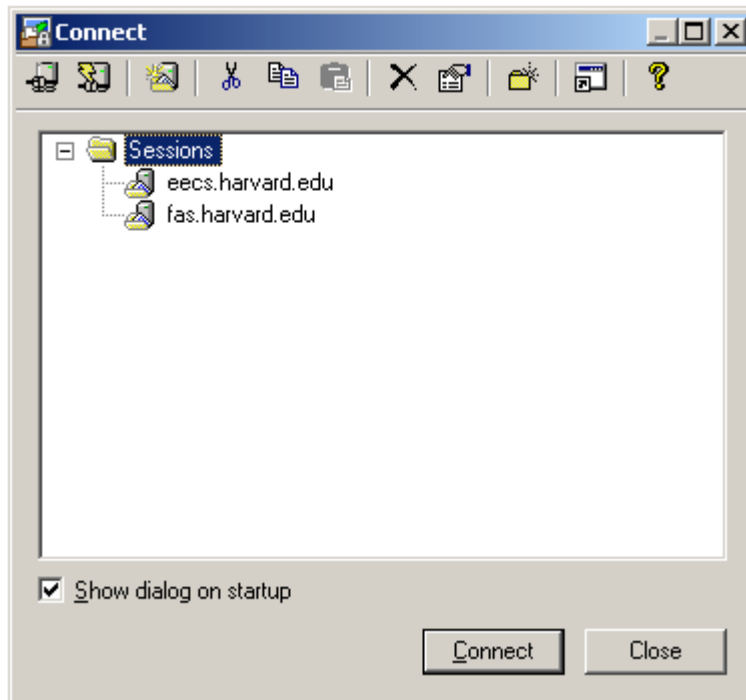 Connect
Sessions
eecs.harvard.edu
fas.harvard.edu
Show dialog on startup
Connect
Close